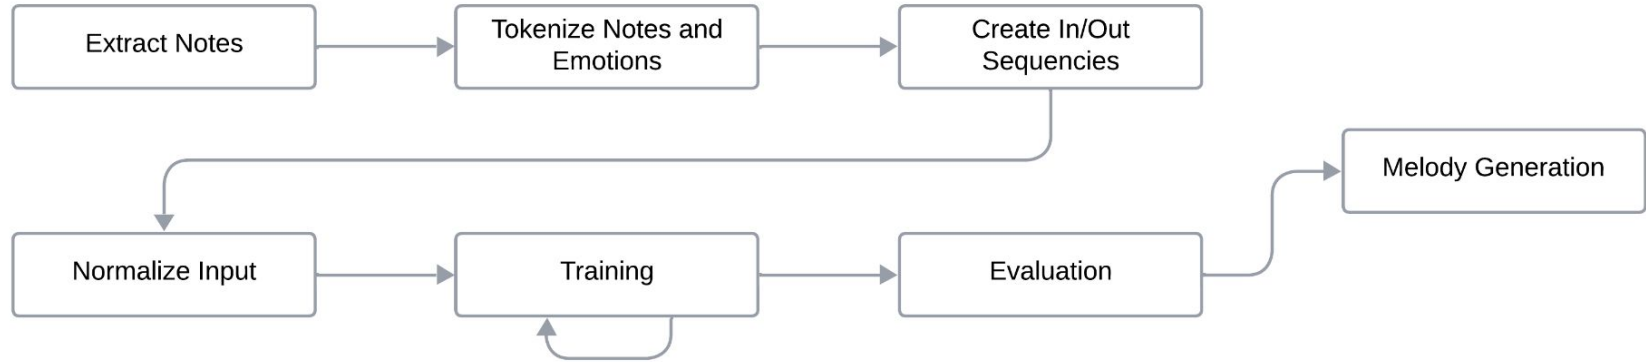 Extract Notes
Tokenize Notes and
Emotions
Create In/Out
Sequencies
Melody Generation
Normalize Input
Training
Evaluation